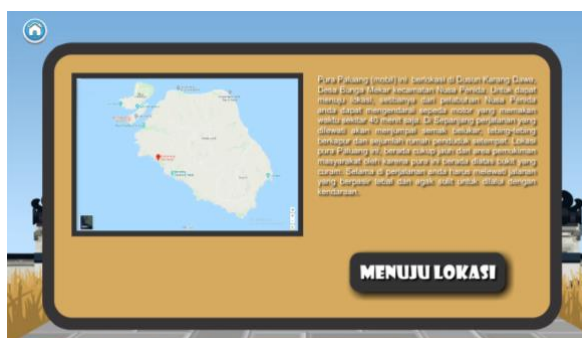 Pura Paluang (mobil) ini berlokasi di Dusun Karang Dawa,
Desa Bunga Mekar kecamatan Nusa Penida. Untuk dapat
menuju lokasi, setibanya dari pelabuhan Nusa Penida
anda dapat mengendarai sepeda motor yang memakan
waktu sekitar 40 menit saja. Di Sepanjang perjalanan yang
dilewati akan menjumpai semak belukar, ladang-ladang
berkapur dan sejumlah rumah penduduk setempat. Lokasi
pura Paluang ini, berada cukup jauh dari area pemukiman
masyarakat oleh karena pura ini berada diatas bukit yang
curam. Selama di perjalanan anda harus melewati jalanan
yang berpasir tebal dan agak sulit untuk dilalui dengan
kendaraan.
MENUJU LOKASI